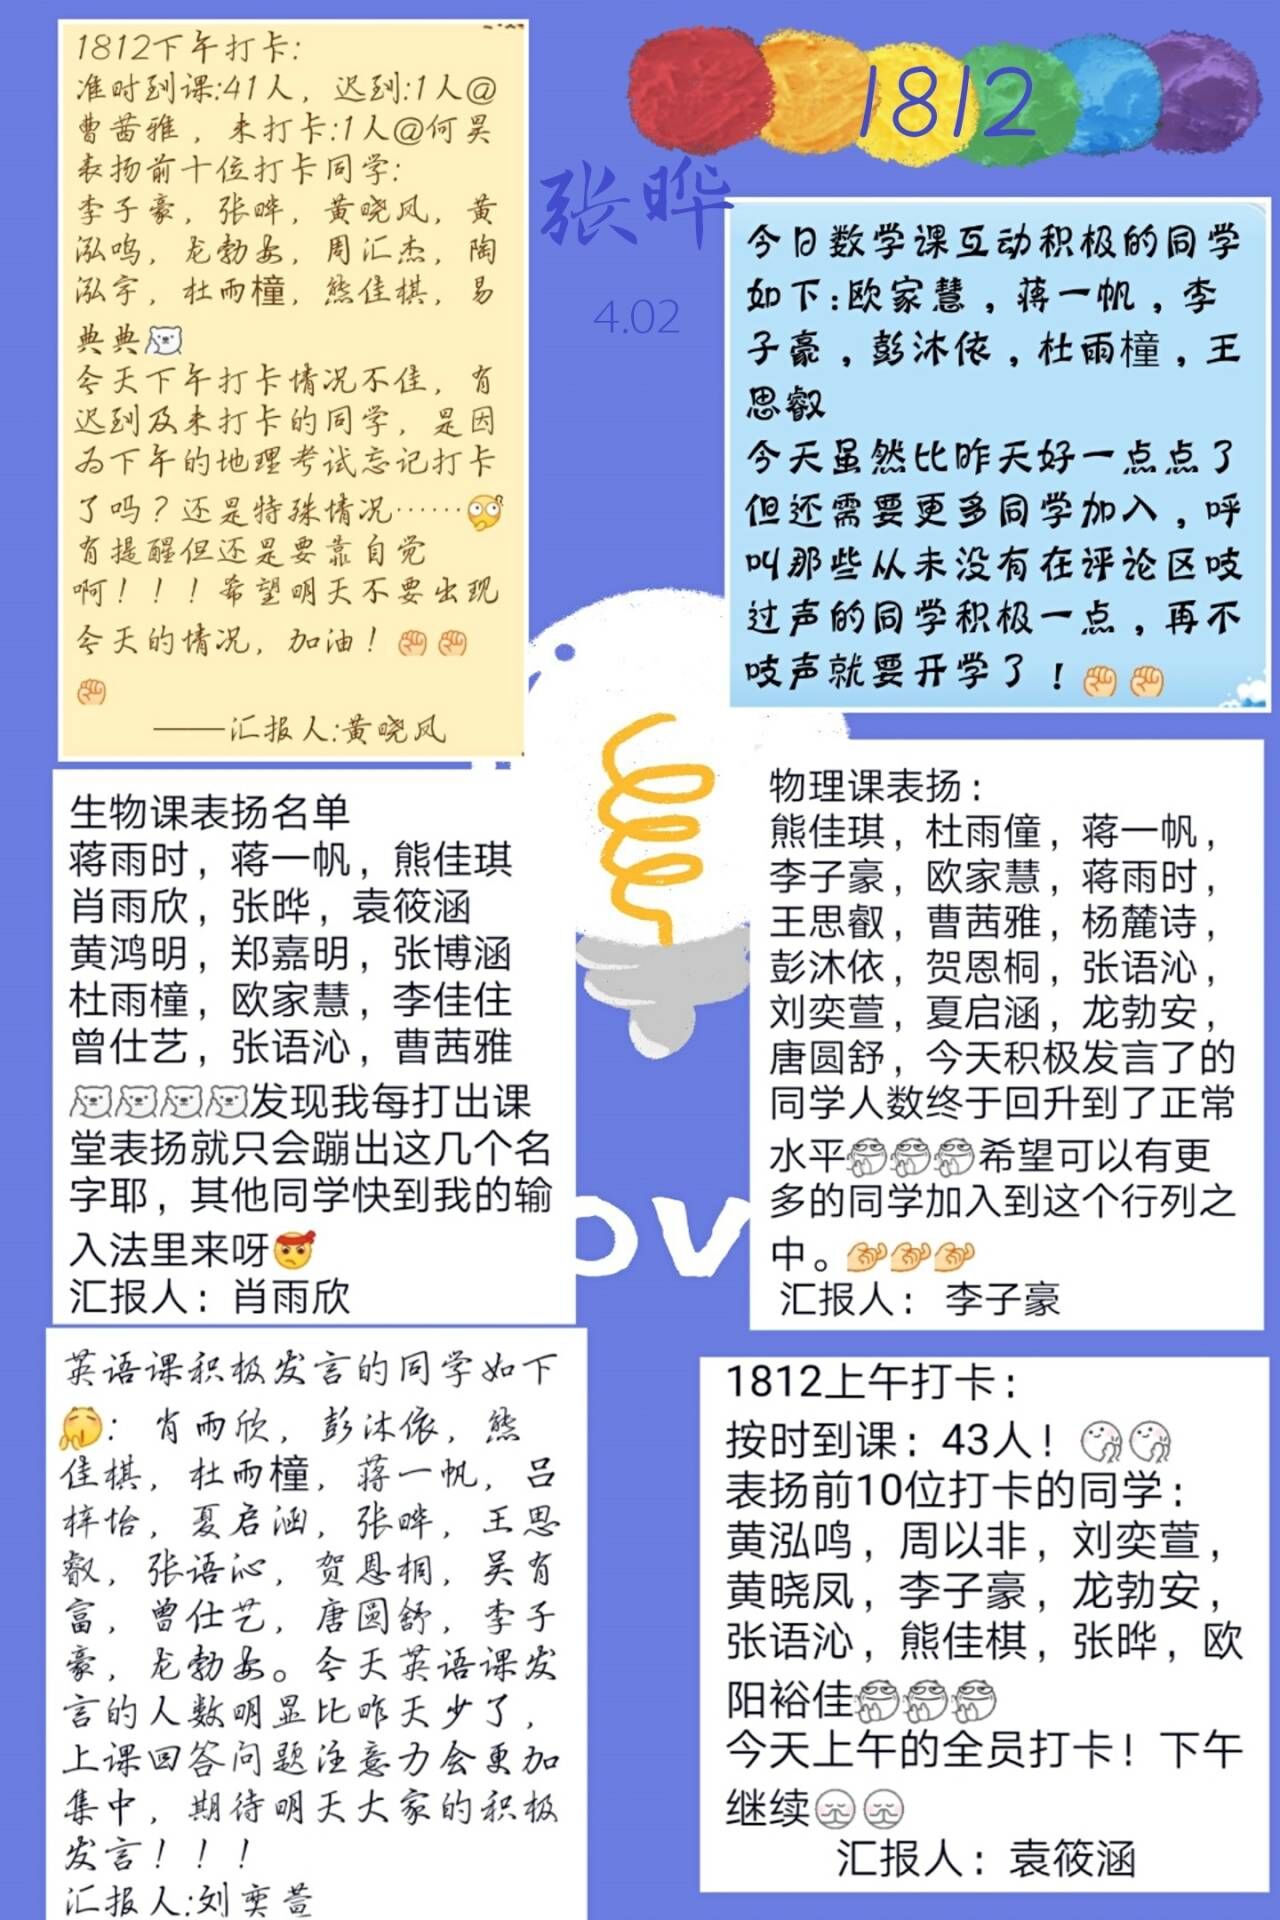 1812下午打卡:
准时到课:41人，迟到:1人@
曹茜雅，未打卡:1人@何昊
表扬前十位打卡同学:
李子豪，张晔，黄晓凤，黄
泓鸣，龙勃安，周汇杰，陶
泓宇，杜雨橦，熊佳棋，易
典典
今天下午打卡情况不佳，有
迟到及未打卡的同学，是因
为下午的地理考试忘记打卡
了吗？还是特殊情况……
有提醒但还是要靠自觉
啊！！！希望明天不要出现
今天的情况，加油！
——汇报人:黄晓凤
1812
张晔
4.02
今日数学课互动积极的同学
如下:欧家慧，蒋一帆，李
子豪，彭沐依，杜雨橦，王
思叡
今天虽然比昨天好一点点了
但还需要更多同学加入，呼
叫那些从未没有在评论区吱
过声的同学积极一点，再不
吱声就要开学了！
生物课表扬名单
蒋雨时，蒋一帆，熊佳琪
肖雨欣，张晔，袁筱涵
黄鸿明，郑嘉明，张博涵
杜雨橦，欧家慧，李佳住
曾仕艺，张语沁，曹茜雅
发现我每打出课
堂表扬就只会蹦出这几个名
字耶，其他同学快到我的输
入法里来呀
汇报人：肖雨欣
物理课表扬：
熊佳琪，杜雨僮，蒋一帆，
李子豪，欧家慧，蒋雨时，
王思叡，曹茜雅，杨麓诗，
彭沐依，贺恩桐，张语沁，
刘奕萱，夏启涵，龙勃安，
唐圆舒，今天积极发言了的
同学人数终于回升到了正常
水平希望可以有更
多的同学加入到这个行列之
中。
汇报人： 李子豪
ov
英语课积极发言的同学如下
：肖雨欣，彭沐依，熊
佳棋，杜雨橦，蒋一帆，吕
梓怡，夏启涵，张晔，王思
叡，张语沁，贺恩桐，吴有
富，曾仕艺，唐圆舒，李子
豪，龙勃安。今天英语课发
言的人数明显比昨天少了，
上课回答问题注意力会更加
集中，期待明天大家的积极
发言！！！
汇报人:刘奕萱
1812上午打卡：
按时到课：43人！
表扬前10位打卡的同学：
黄泓鸣，周以非，刘奕萱，
黄晓凤，李子豪，龙勃安，
张语沁，熊佳棋，张晔，欧
阳裕佳
今天上午的全员打卡！下午
继续
汇报人：袁筱涵